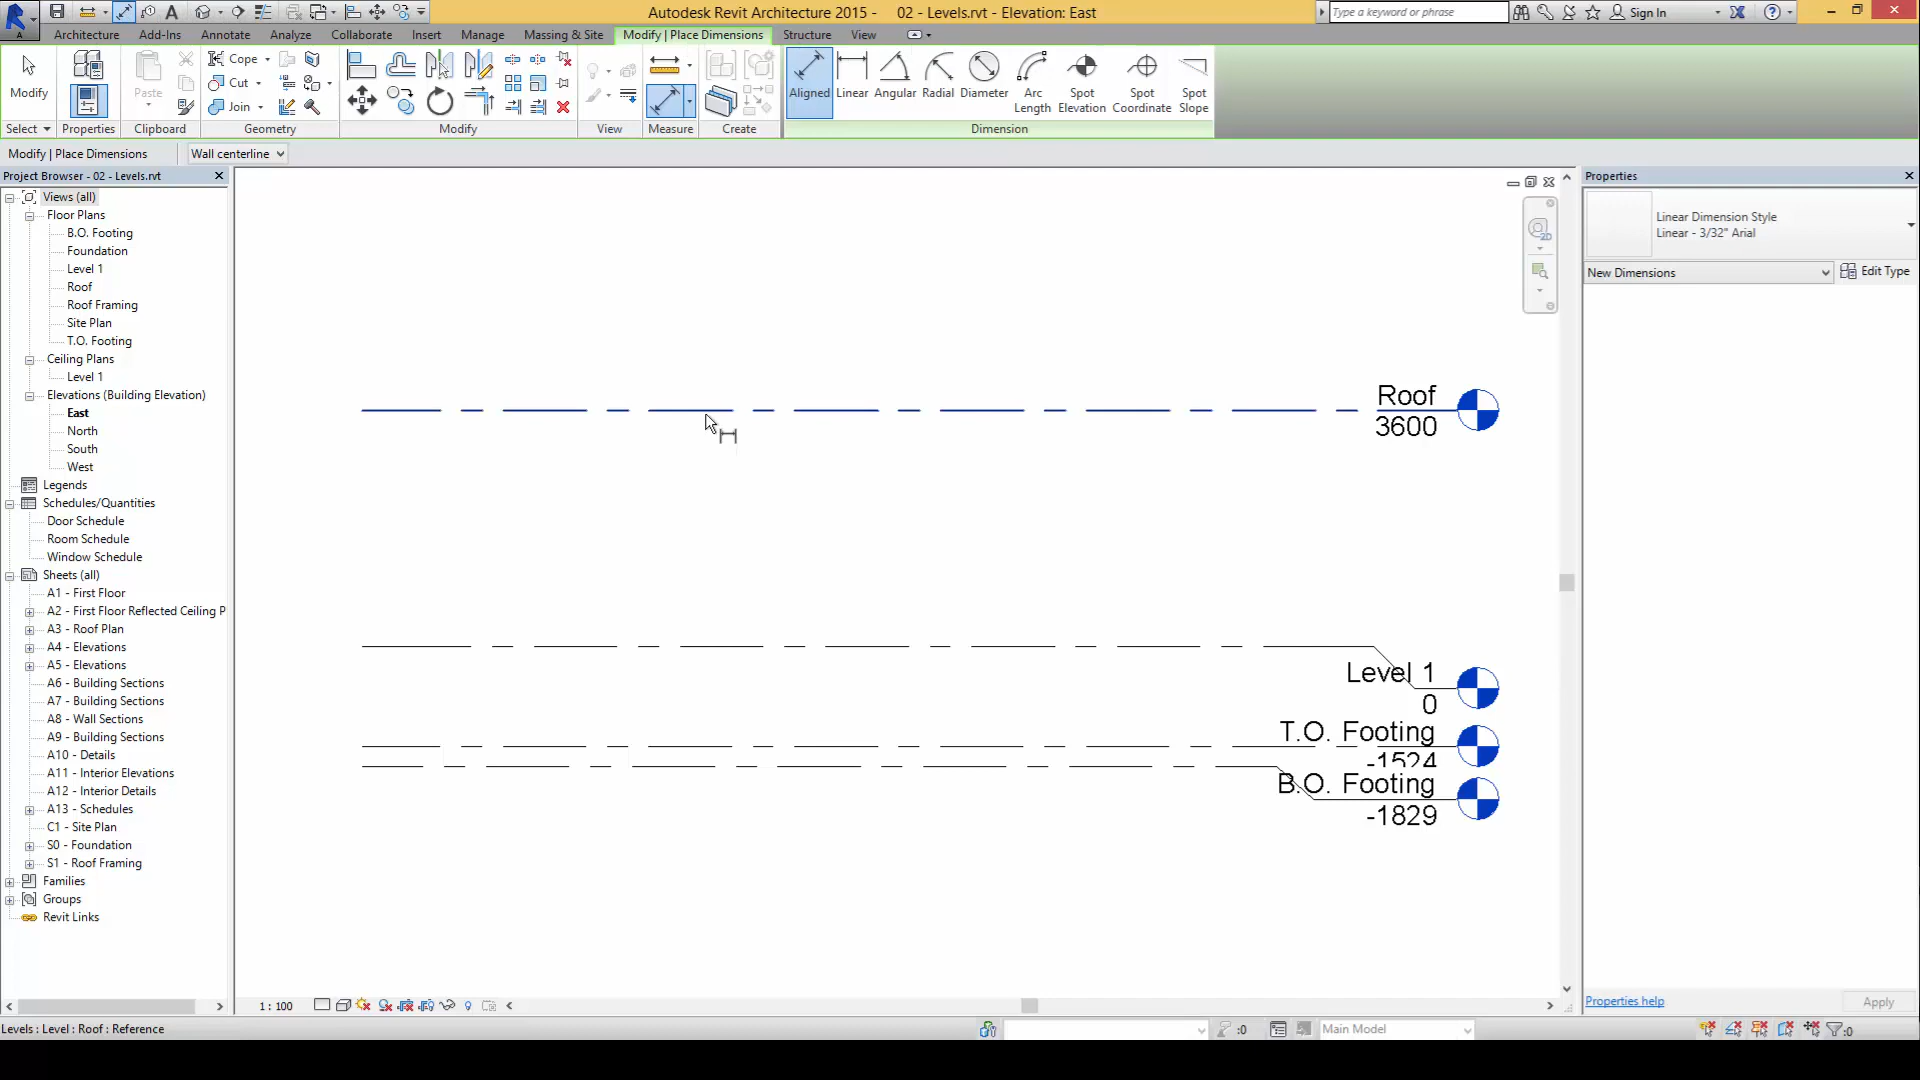 Autodesk Revit Architecture 2015 - 02 - Levels.rvt - Elevation: East
Type a keyword or phrase
Sign In
Architecture Add-Ins Annotate Analyze Collaborate Insert Manage Massing & Site Modify | Place Dimensions Structure View
Modify
Paste
Cope
Cut
Join
Aligned Linear Angular Radial Diameter Arc Length Spot Elevation Spot Coordinate Spot Slope
Select Properties Clipboard Geometry Modify View Measure Create Dimension
Modify | Place Dimensions Wall centerline
Project Browser - 02 - Levels.rvt
Views (all)
Floor Plans
B.O. Footing
Foundation
Level 1
Roof
Roof Framing
Site Plan
T.O. Footing
Ceiling Plans
Level 1
Elevations (Building Elevation)
East
North
South
West
Legends
Schedules/Quantities
Door Schedule
Room Schedule
Window Schedule
Sheets (all)
A1 - First Floor
A2 - First Floor Reflected Ceiling P
A3 - Roof Plan
A4 - Elevations
A5 - Elevations
A6 - Building Sections
A7 - Building Sections
A8 - Wall Sections
A9 - Building Sections
A10 - Details
A11 - Interior Elevations
A12 - Interior Details
A13 - Schedules
C1 - Site Plan
S0 - Foundation
S1 - Roof Framing
Families
Groups
Revit Links
Roof
3600
Level 1
0
T.O. Footing
-1524
B.O. Footing
-1829
2D
Properties
Linear Dimension Style
Linear - 3/32" Arial
New Dimensions
Edit Type
Properties help
Apply
1 : 100
Levels : Level : Roof : Reference
:0
Main Model
:0